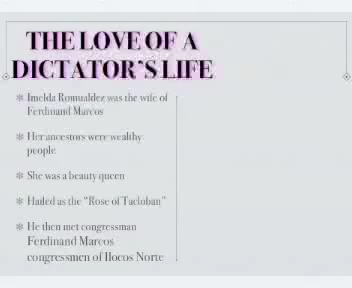 THE LOVE OF A
DICTATOR'S LIFE
Imelda Romualdez was the wife of
Ferdinand Marcos
Her ancestors were wealthy
people
She was a beauty queen
Hailed as the "Rose of Tacloban"
He then met congressman
Ferdinand Marcos
congressmen of Ilocos Norte